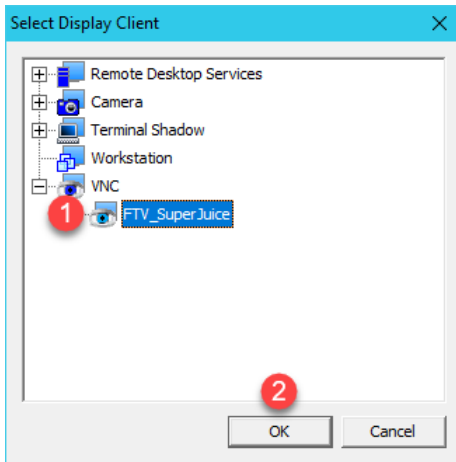 Select Display Client
Remote Desktop Services
Camera
Terminal Shadow
Workstation
VNC
1
FTV_SuperJuice
2
OK
Cancel